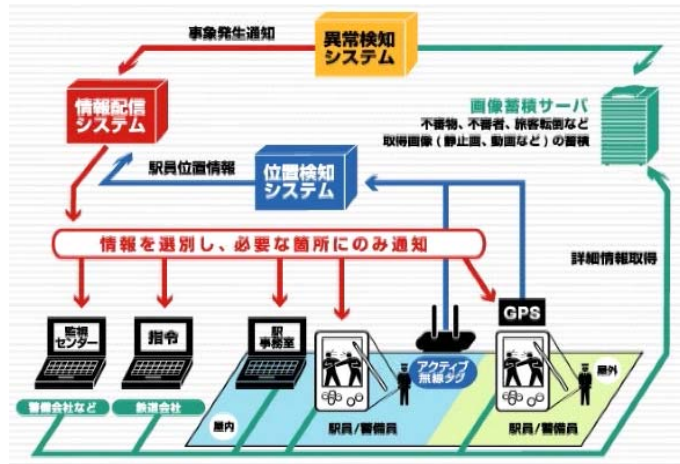 事象発生通知
異常検知
システム
情報配信
システム
画像蓄積サーバ
不審物、不審者、旅客転倒など
取得画像（静止画、動画など）の蓄積
駅員位置情報
位置検知
システム
情報を選別し、必要な箇所にのみ通知
詳細情報取得
監視
センター
指令
駅
事務室
GPS
アクティブ
無線タグ
屋外
警備会社など
鉄道会社
屋内
駅員/警備員
駅員/警備員